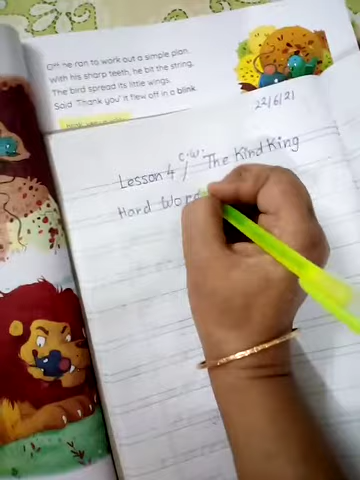 Off he ran to work out a simple plan.
With his sharp teeth, he bit the string.
The bird spread its little wings.
Said 'Thank you' it flew off in a blink.
22/6/21
C.W:
Lesson 4 / The Kind King
Hard Word